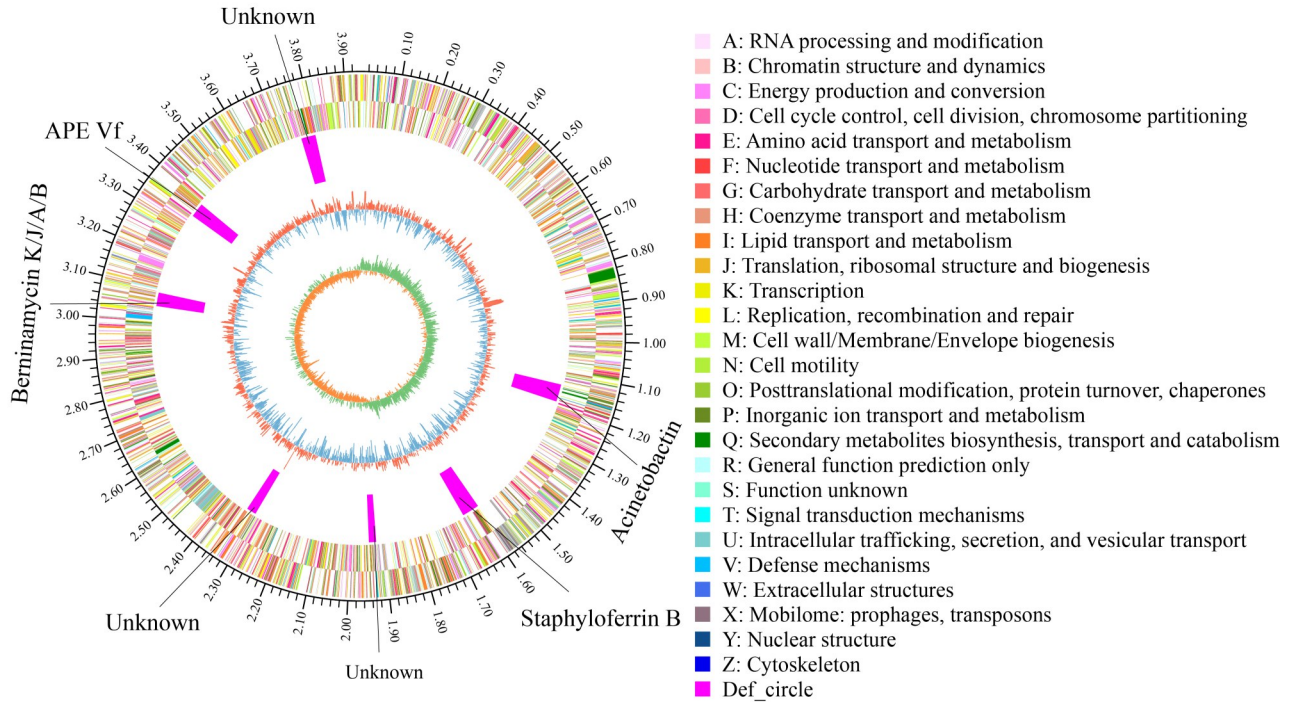 Unknown
APE Vf
Berninamycin K/J/A/B
Unknown
Unknown
Staphyloferrin B
Acinetobactin
0.10
0.20
0.30
0.40
0.50
0.60
0.70
0.80
0.90
1.00
1.10
1.20
1.30
1.40
1.50
1.60
1.70
1.80
1.90
2.00
2.10
2.20
2.30
2.40
2.50
2.60
2.70
2.80
2.90
3.00
3.10
3.20
3.30
3.40
3.50
3.60
3.70
3.80
3.90
A: RNA processing and modification
B: Chromatin structure and dynamics
C: Energy production and conversion
D: Cell cycle control, cell division, chromosome partitioning
E: Amino acid transport and metabolism
F: Nucleotide transport and metabolism
G: Carbohydrate transport and metabolism
H: Coenzyme transport and metabolism
I: Lipid transport and metabolism
J: Translation, ribosomal structure and biogenesis
K: Transcription
L: Replication, recombination and repair
M: Cell wall/Membrane/Envelope biogenesis
N: Cell motility
O: Posttranslational modification, protein turnover, chaperones
P: Inorganic ion transport and metabolism
Q: Secondary metabolites biosynthesis, transport and catabolism
R: General function prediction only
S: Function unknown
T: Signal transduction mechanisms
U: Intracellular trafficking, secretion, and vesicular transport
V: Defense mechanisms
W: Extracellular structures
X: Mobilome: prophages, transposons
Y: Nuclear structure
Z: Cytoskeleton
Def_circle